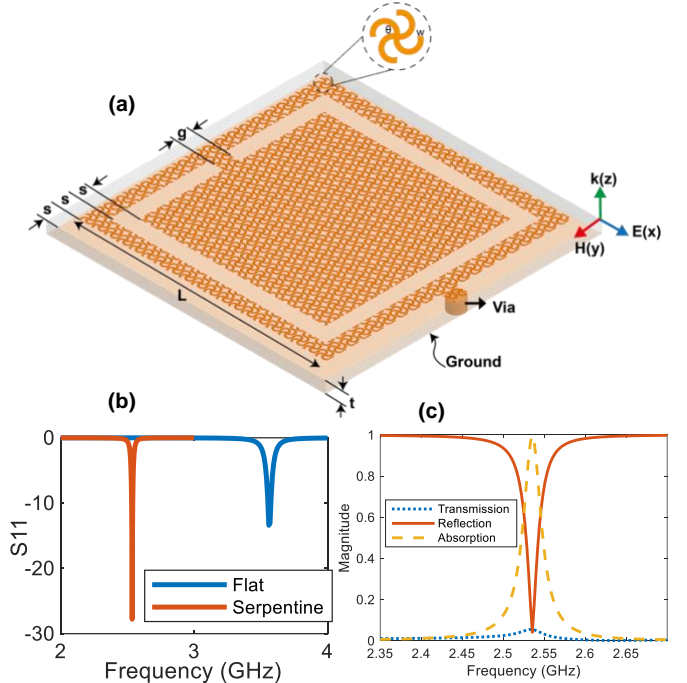 θ
w
(a)
g
s
s
s
k(z)
E(x)
H(y)
L
Via
Ground
t
(b)
0
-10
-20
-30
S11
Flat
Serpentine
2
3
4
Frequency (GHz)
(c)
1
0.8
0.6
0.4
0.2
0
Magnitude
Transmission
Reflection
Absorption
2.35
2.4
2.45
2.5
2.55
2.6
2.65
Frequency (GHz)